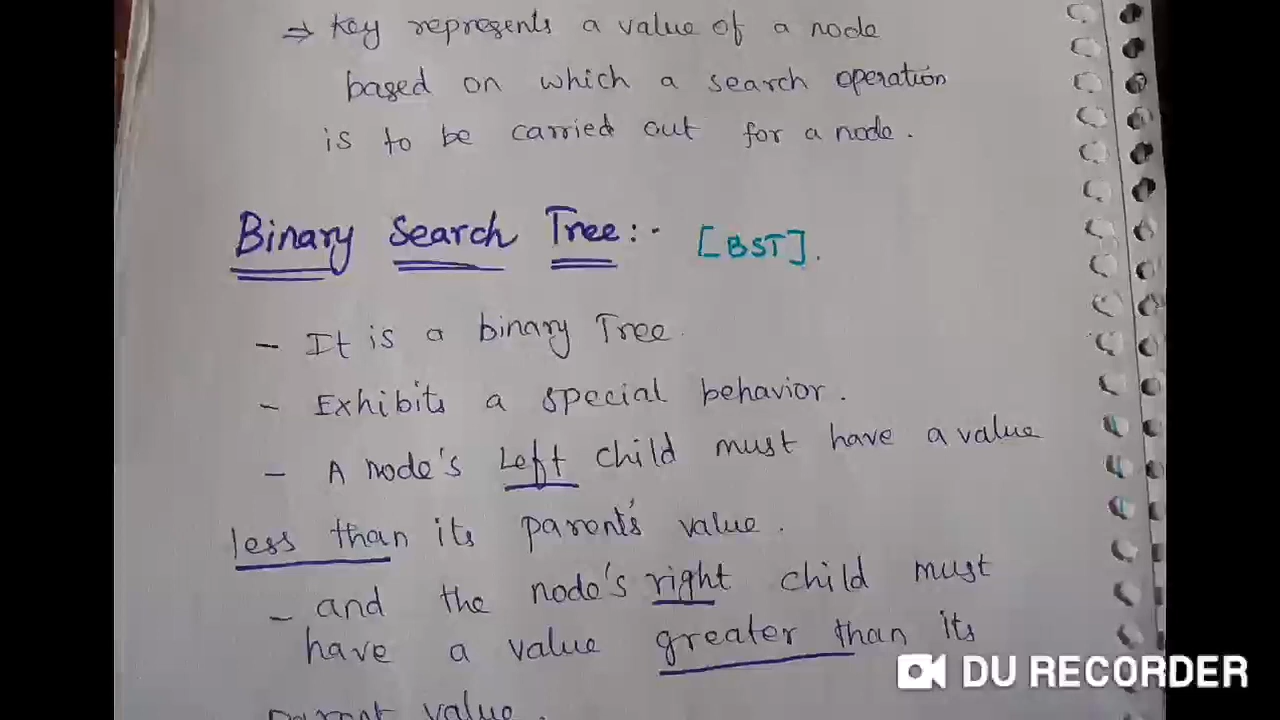 ⇒ Key represents a value of a node
based on which a search operation
is to be carried out for a node.
Binary Search Tree:- [BST].
- It is a binary Tree.
- Exhibits a special behavior.
- A node's Left child must have a value
less than its parent's value.
- and the node's right child must
have a value greater than its
parent value.
DU RECORDER